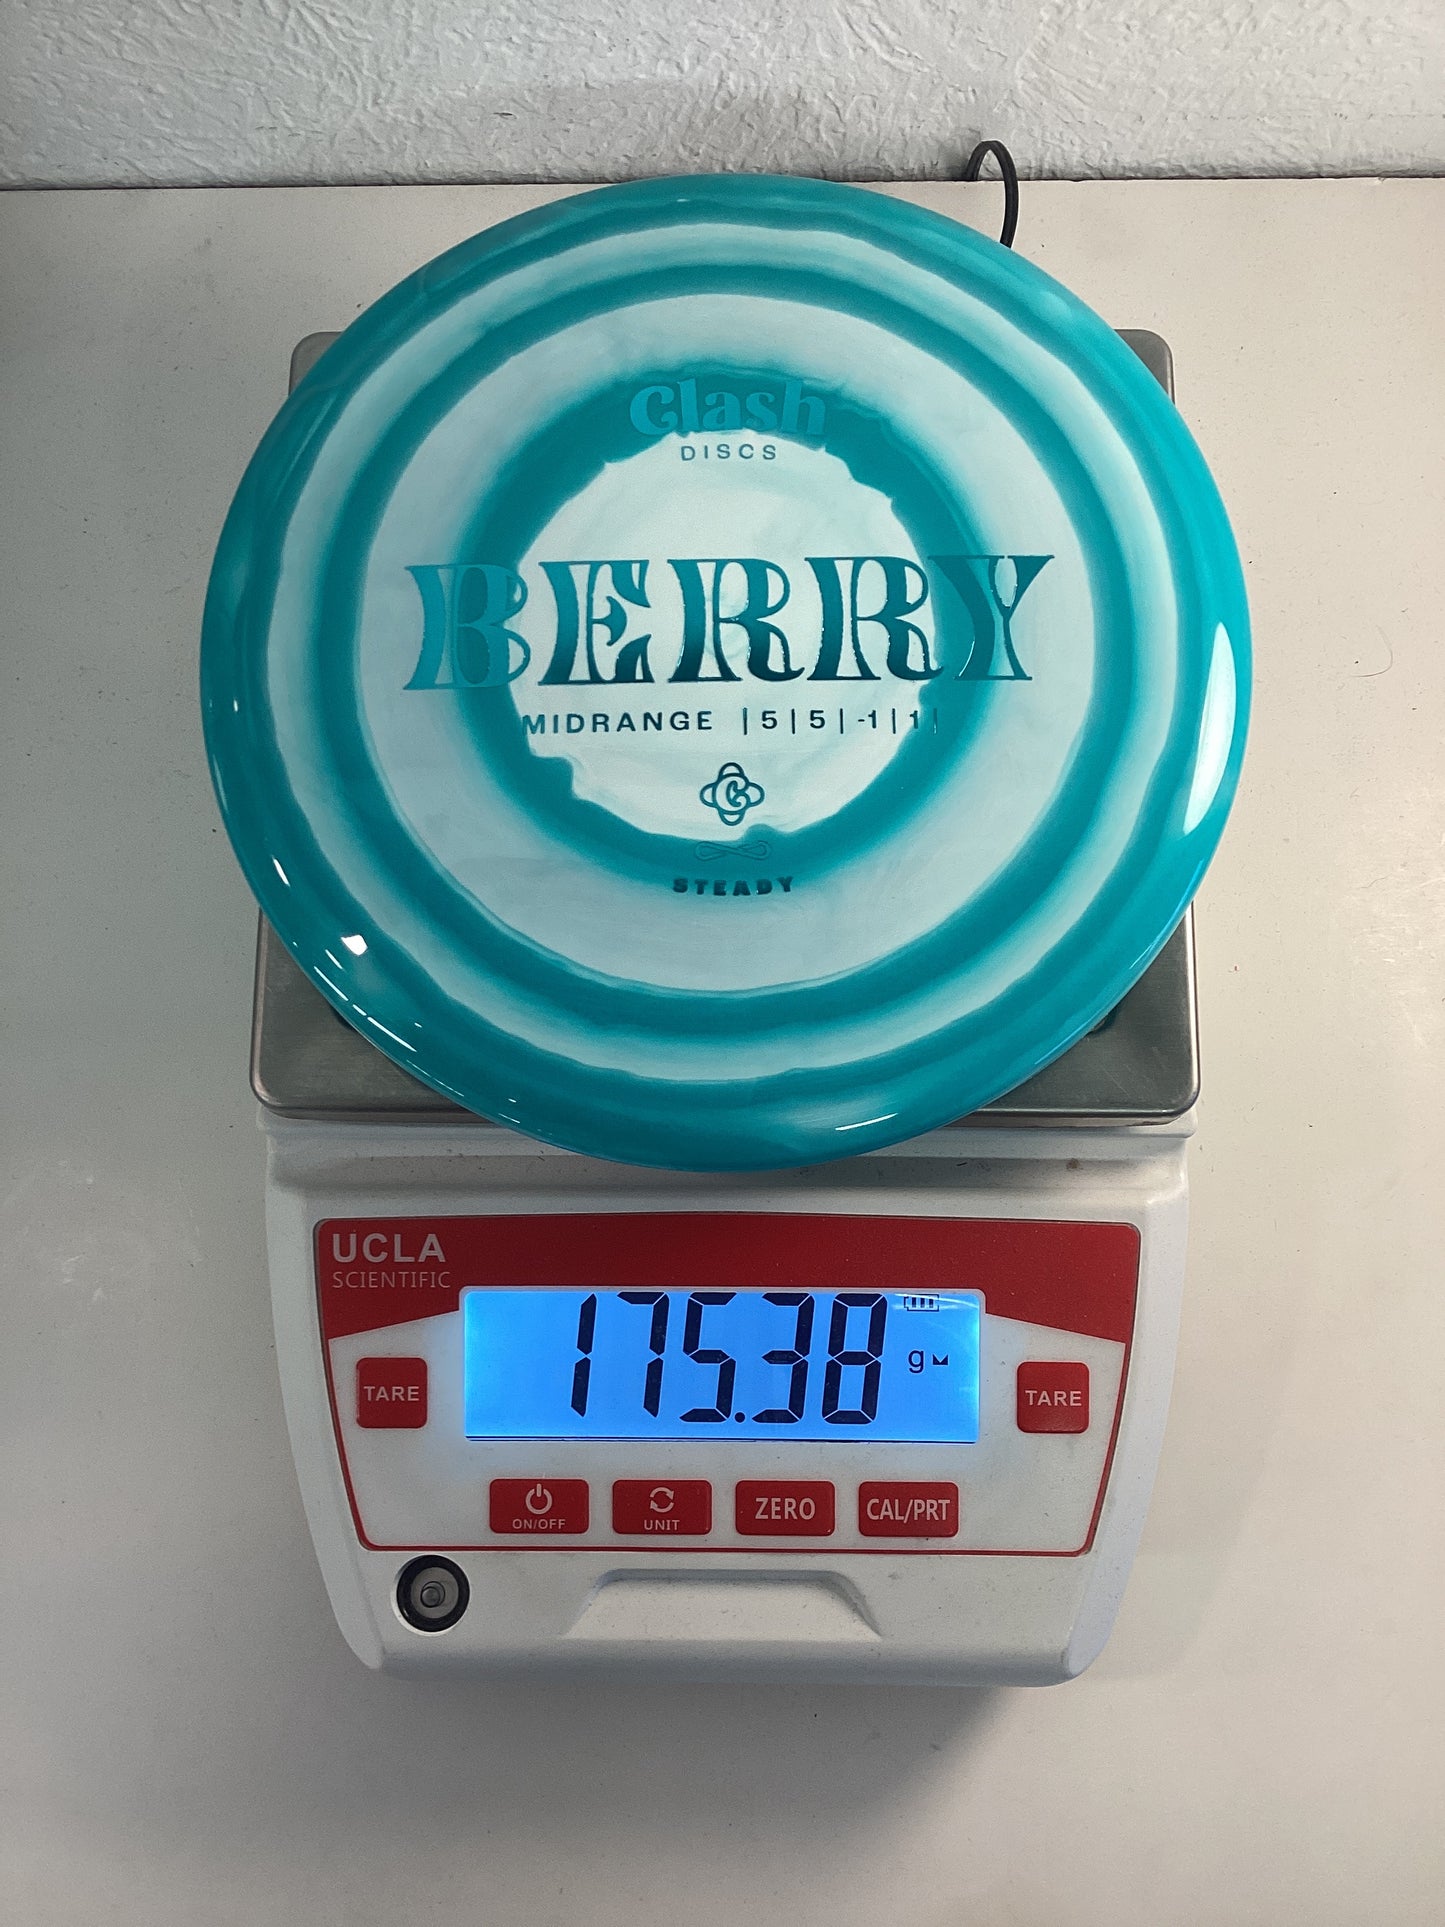 Clash
DISCS
BERRY
MIDRANGE | 5 | 5 | -1 | 1 |
C
STEADY
UCLA
SCIENTIFIC
175.38
g
TARE
TARE
ON/OFF
UNIT
ZERO
CAL/PRT